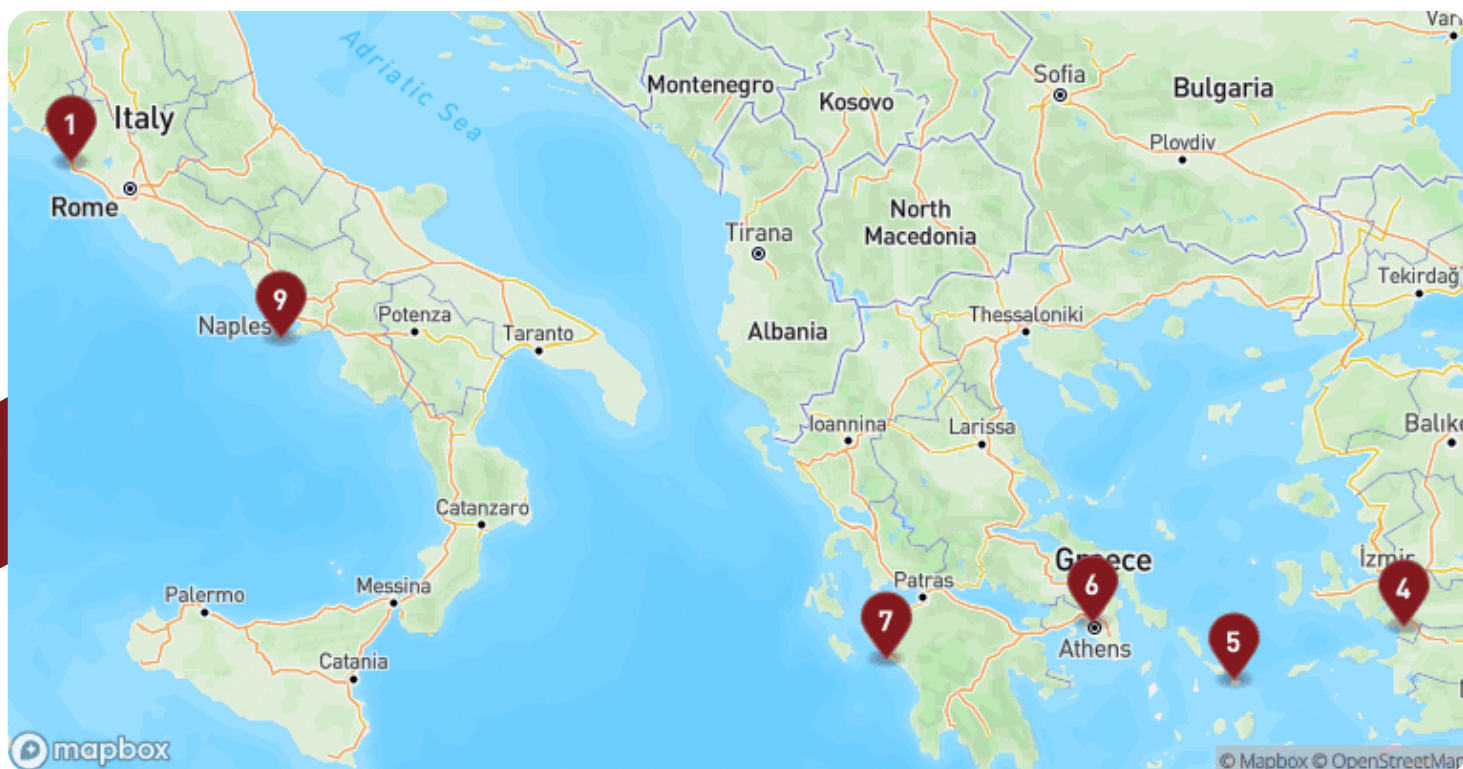 Var
Adriatic Sea
Sofia
Montenegro
Bulgaria
Kosovo
1
Italy
Plovdiv
Rome
North
Macedonia
Tirana
Tekirdağ
9
Naples
Potenza
Thessaloniki
Taranto
Albania
Ioannina
Larissa
Balıke
Catanzaro
İzmir
Greece
6
4
Messina
Patras
Palermo
7
5
Athens
Catania
mapbox
© Mapbox © OpenStreetMap